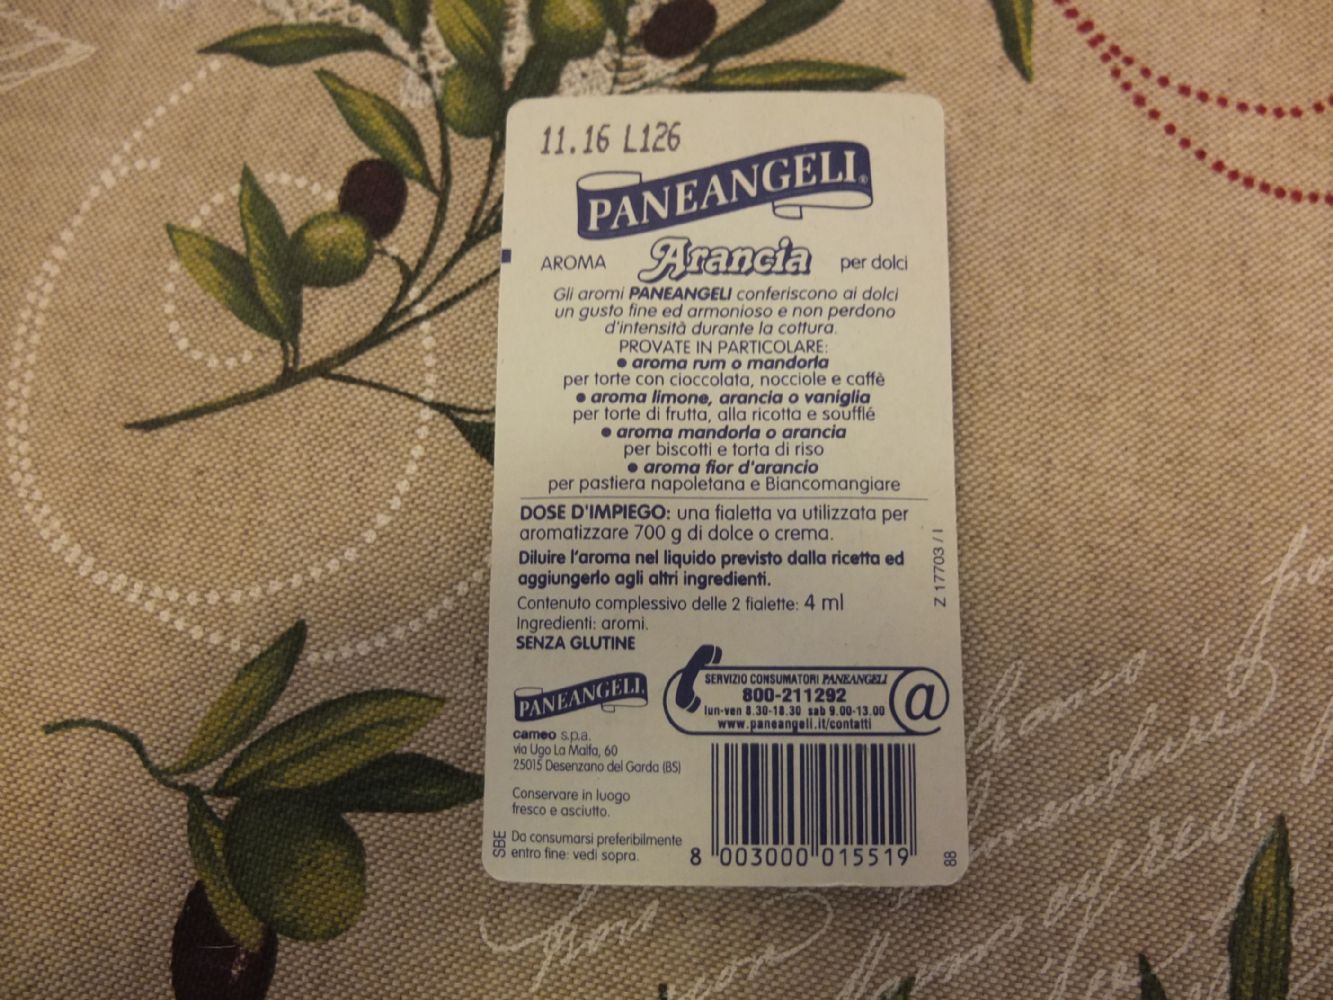 11.16 L126
PANEANGELI®
AROMA Arancia per dolci
Gli aromi PANEANGELI conferiscono ai dolci
un gusto fine ed armonioso e non perdono
d'intensità durante la cottura.
PROVATE IN PARTICOLARE:
• aroma rum o mandorla
per torte con cioccolata, nocciole e caffè
• aroma limone, arancia o vaniglia
per torte di frutta, alla ricotta e soufflé
• aroma mandorla o arancia
per biscotti e torta di riso
• aroma fior d'arancio
per pastiera napoletana e Biancomangiare
DOSE D'IMPIEGO: una fialetta va utilizzata per
aromatizzare 700 g di dolce o crema.
Diluire l'aroma nel liquido previsto dalla ricetta ed
aggiungerlo agli altri ingredienti.
Contenuto complessivo delle 2 fialette: 4 ml
Ingredienti: aromi.
SENZA GLUTINE
Z 17703 / I
PANEANGELI
SERVIZIO CONSUMATORI PANEANGELI
800-211292
lun-ven 8.30-18.30 sab 9.00-13.00
www.paneangeli.it/contatti
@
cameo s.p.a.
via Ugo La Malfa, 60
25015 Desenzano del Garda (BS)
Conservare in luogo
fresco e asciutto.
SBE
Da consumarsi preferibilmente
entro fine: vedi sopra.
8 003000 015519
88